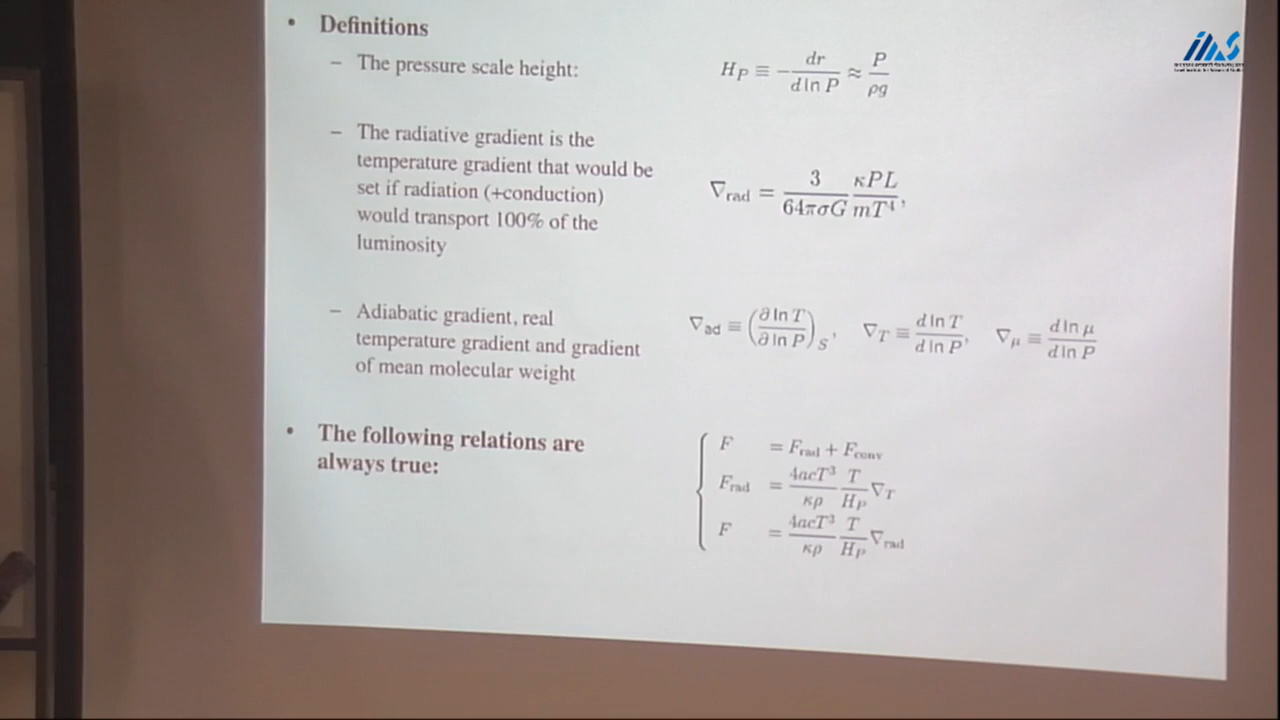 • Definitions
– The pressure scale height:
H_P ≡ − dr / d ln P ≈ P / ρg
– The radiative gradient is the
temperature gradient that would be
set if radiation (+conduction)
would transport 100% of the
luminosity
∇_rad = 3 / 64πσG κPL / mT⁴,
– Adiabatic gradient, real
temperature gradient and gradient
of mean molecular weight
∇_ad ≡ (∂ ln T / ∂ ln P)_S, ∇_T ≡ d ln T / d ln P, ∇_μ ≡ d ln μ / d ln P
• The following relations are
always true:
F = F_rad + F_conv
F_rad = 4acT³ / κρ T / H_P ∇_T
F = 4acT³ / κρ T / H_P ∇_rad